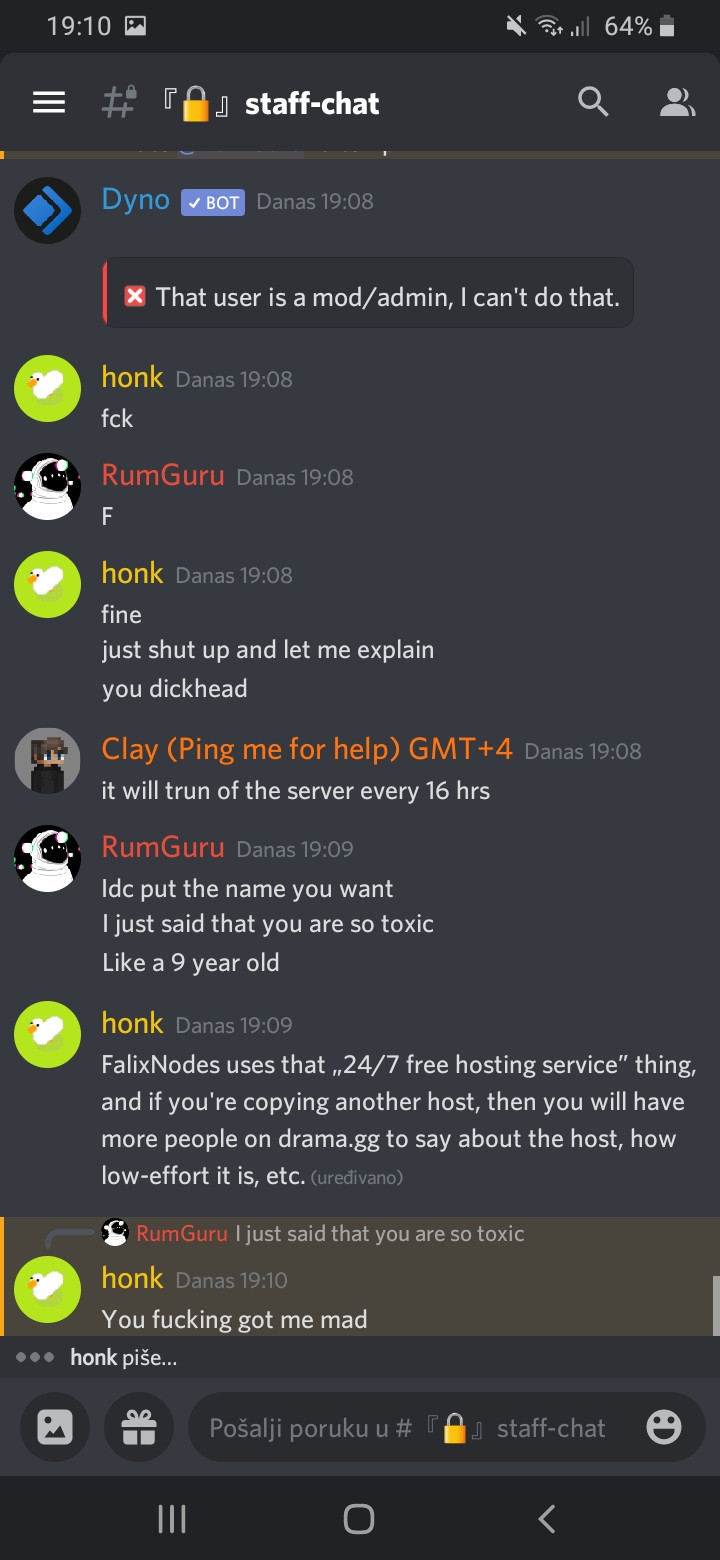 19:10
64%
『🔒』 staff-chat
Dyno ✓ BOT Danas 19:08
❌ That user is a mod/admin, I can't do that.
honk Danas 19:08
fck
RumGuru Danas 19:08
F
honk Danas 19:08
fine
just shut up and let me explain
you dickhead
Clay (Ping me for help) GMT+4 Danas 19:08
it will trun of the server every 16 hrs
RumGuru Danas 19:09
Idc put the name you want
I just said that you are so toxic
Like a 9 year old
honk Danas 19:09
FalixNodes uses that „24/7 free hosting service” thing,
and if you're copying another host, then you will have
more people on drama.gg to say about the host, how
low-effort it is, etc. (uređivano)
RumGuru I just said that you are so toxic
honk Danas 19:10
You fucking got me mad
honk piše...
Pošalji poruku u # 『🔒』 staff-chat